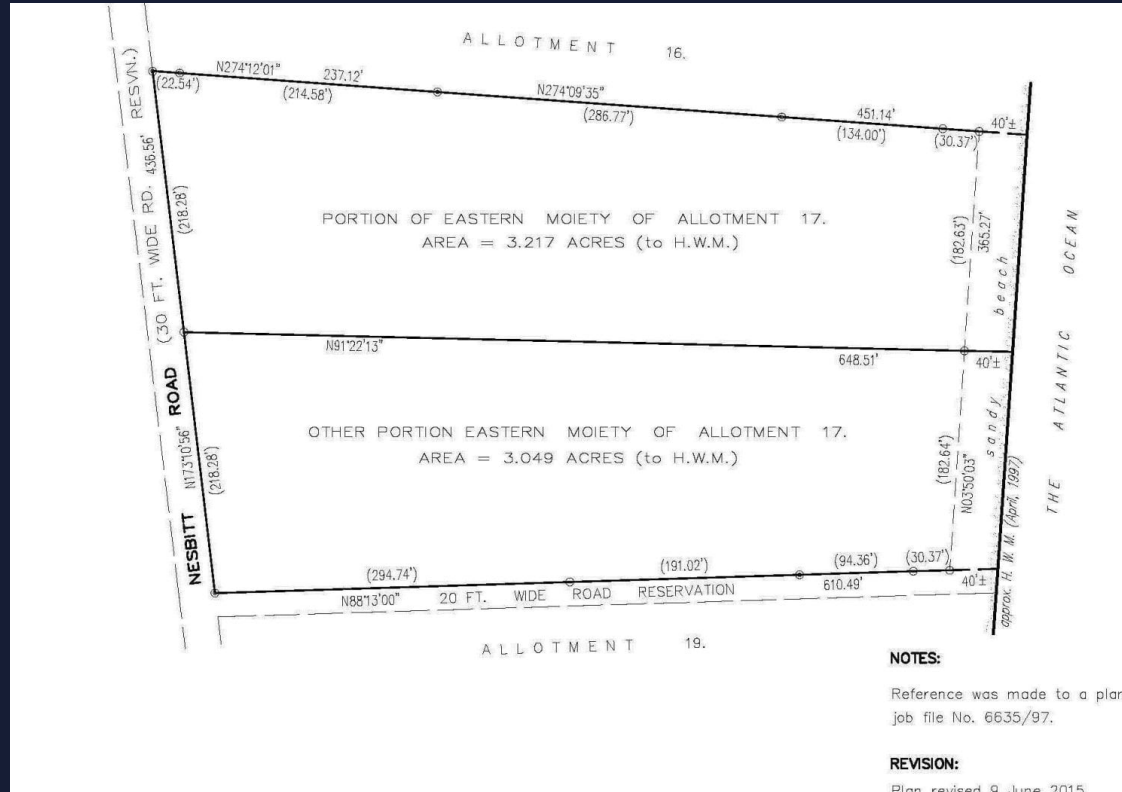 ALLOTMENT 16.
N274°12'01" 237.12'
(22.54') (214.58')
N274°09'35"
(286.77')
451.14'
(134.00')
(30.37')
40'±
NESBITT ROAD (30 FT. WIDE RD. RESVN.)
436.56'
(218.28')
PORTION OF EASTERN MOIETY OF ALLOTMENT 17.
AREA = 3.217 ACRES (to H.W.M.)
(182.63')
365.27'
sandy beach
THE ATLANTIC OCEAN
N91°22'13" 648.51' 40'±
N173°10'56"
(218.28')
OTHER PORTION EASTERN MOIETY OF ALLOTMENT 17.
AREA = 3.049 ACRES (to H.W.M.)
(182.64')
N03°50'03"
approx. H. W. M. (April, 1997)
(294.74') (191.02') (94.36') (30.37')
N88°13'00" 20 FT. WIDE ROAD RESERVATION 610.49' 40'±
ALLOTMENT 19.
NOTES:
Reference was made to a plan
job file No. 6635/97.
REVISION:
Plan revised 9 June 2015